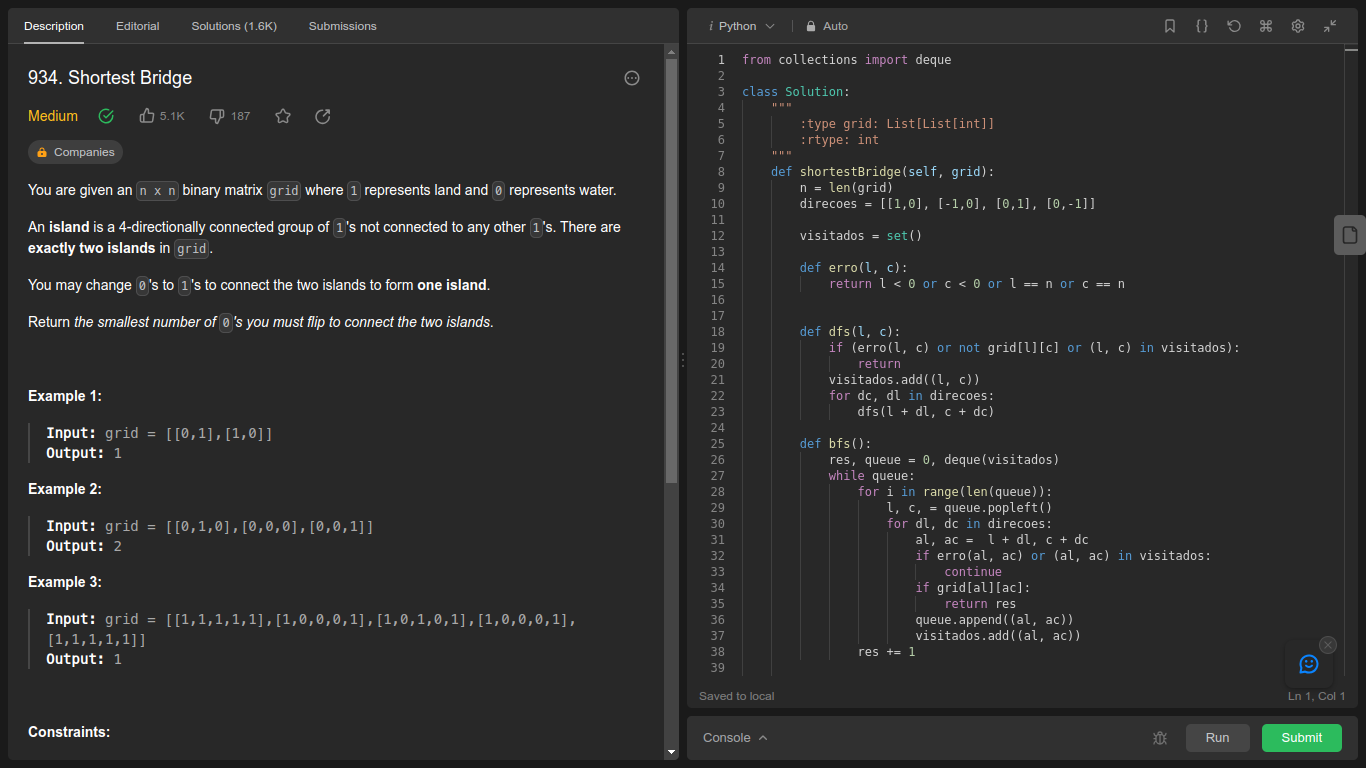 Description Editorial Solutions (1.6K) Submissions
934. Shortest Bridge
Medium 5.1K 187
Companies
You are given an n x n binary matrix grid where 1 represents land and 0 represents water.
An island is a 4-directionally connected group of 1's not connected to any other 1's. There are
exactly two islands in grid.
You may change 0's to 1's to connect the two islands to form one island.
Return the smallest number of 0's you must flip to connect the two islands.
Example 1:
Input: grid = [[0,1],[1,0]]
Output: 1
Example 2:
Input: grid = [[0,1,0],[0,0,0],[0,0,1]]
Output: 2
Example 3:
Input: grid = [[1,1,1,1,1],[1,0,0,0,1],[1,0,1,0,1],[1,0,0,0,1],
[1,1,1,1,1]]
Output: 1
Constraints:
i Python Auto
1 from collections import deque
2
3 class Solution:
4     """
5         :type grid: List[List[int]]
6         :rtype: int
7     """
8     def shortestBridge(self, grid):
9         n = len(grid)
10         direcoes = [[1,0], [-1,0], [0,1], [0,-1]]
11
12         visitados = set()
13
14         def erro(l, c):
15             return l < 0 or c < 0 or l == n or c == n
16
17
18         def dfs(l, c):
19             if (erro(l, c) or not grid[l][c] or (l, c) in visitados):
20                 return
21             visitados.add((l, c))
22             for dc, dl in direcoes:
23                 dfs(l + dl, c + dc)
24
25         def bfs():
26             res, queue = 0, deque(visitados)
27             while queue:
28                 for i in range(len(queue)):
29                     l, c, = queue.popleft()
30                     for dl, dc in direcoes:
31                         al, ac =  l + dl, c + dc
32                         if erro(al, ac) or (al, ac) in visitados:
33                             continue
34                         if grid[al][ac]:
35                             return res
36                         queue.append((al, ac))
37                         visitados.add((al, ac))
38                 res += 1
39
Saved to local Ln 1, Col 1
Console Run Submit